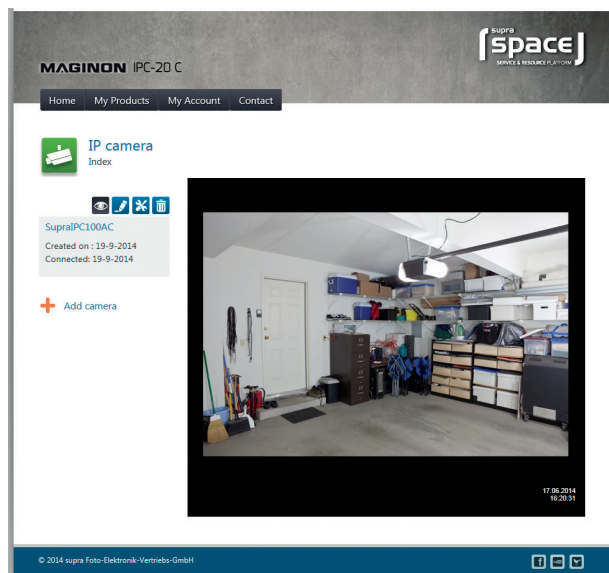 supra
space
SERVICE & RESOURCE PLATFORM
MAGINON IPC-20 C
Home My Products My Account Contact
IP camera
Index
SupraIPC100AC
Created on : 19-9-2014
Connected: 19-9-2014
Add camera
17.06.2014
16:20:31
© 2014 supra Foto-Elektronik-Vertriebs-GmbH